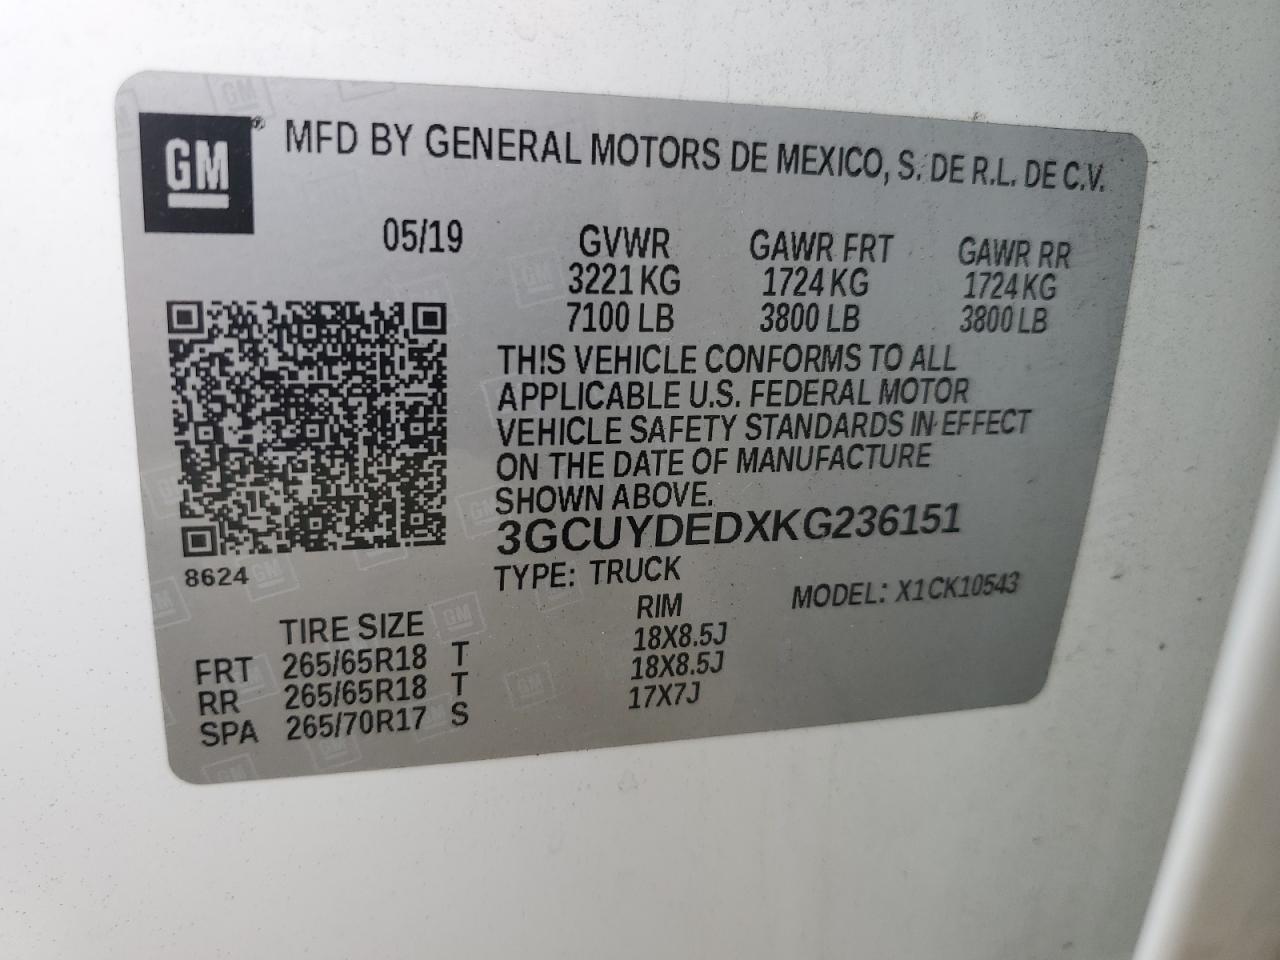 GM® MFD BY GENERAL MOTORS DE MEXICO, S. DE R.L. DE C.V.
05/19 GVWR GAWR FRT GAWR RR
3221 KG 1724 KG 1724 KG
7100 LB 3800 LB 3800 LB
THIS VEHICLE CONFORMS TO ALL
APPLICABLE U.S. FEDERAL MOTOR
VEHICLE SAFETY STANDARDS IN EFFECT
ON THE DATE OF MANUFACTURE
SHOWN ABOVE.
3GCUYDEDXKG236151
8624
TYPE: TRUCK MODEL: X1CK10543
TIRE SIZE RIM
FRT 265/65R18 T 18X8.5J
RR 265/65R18 T 18X8.5J
SPA 265/70R17 S 17X7J